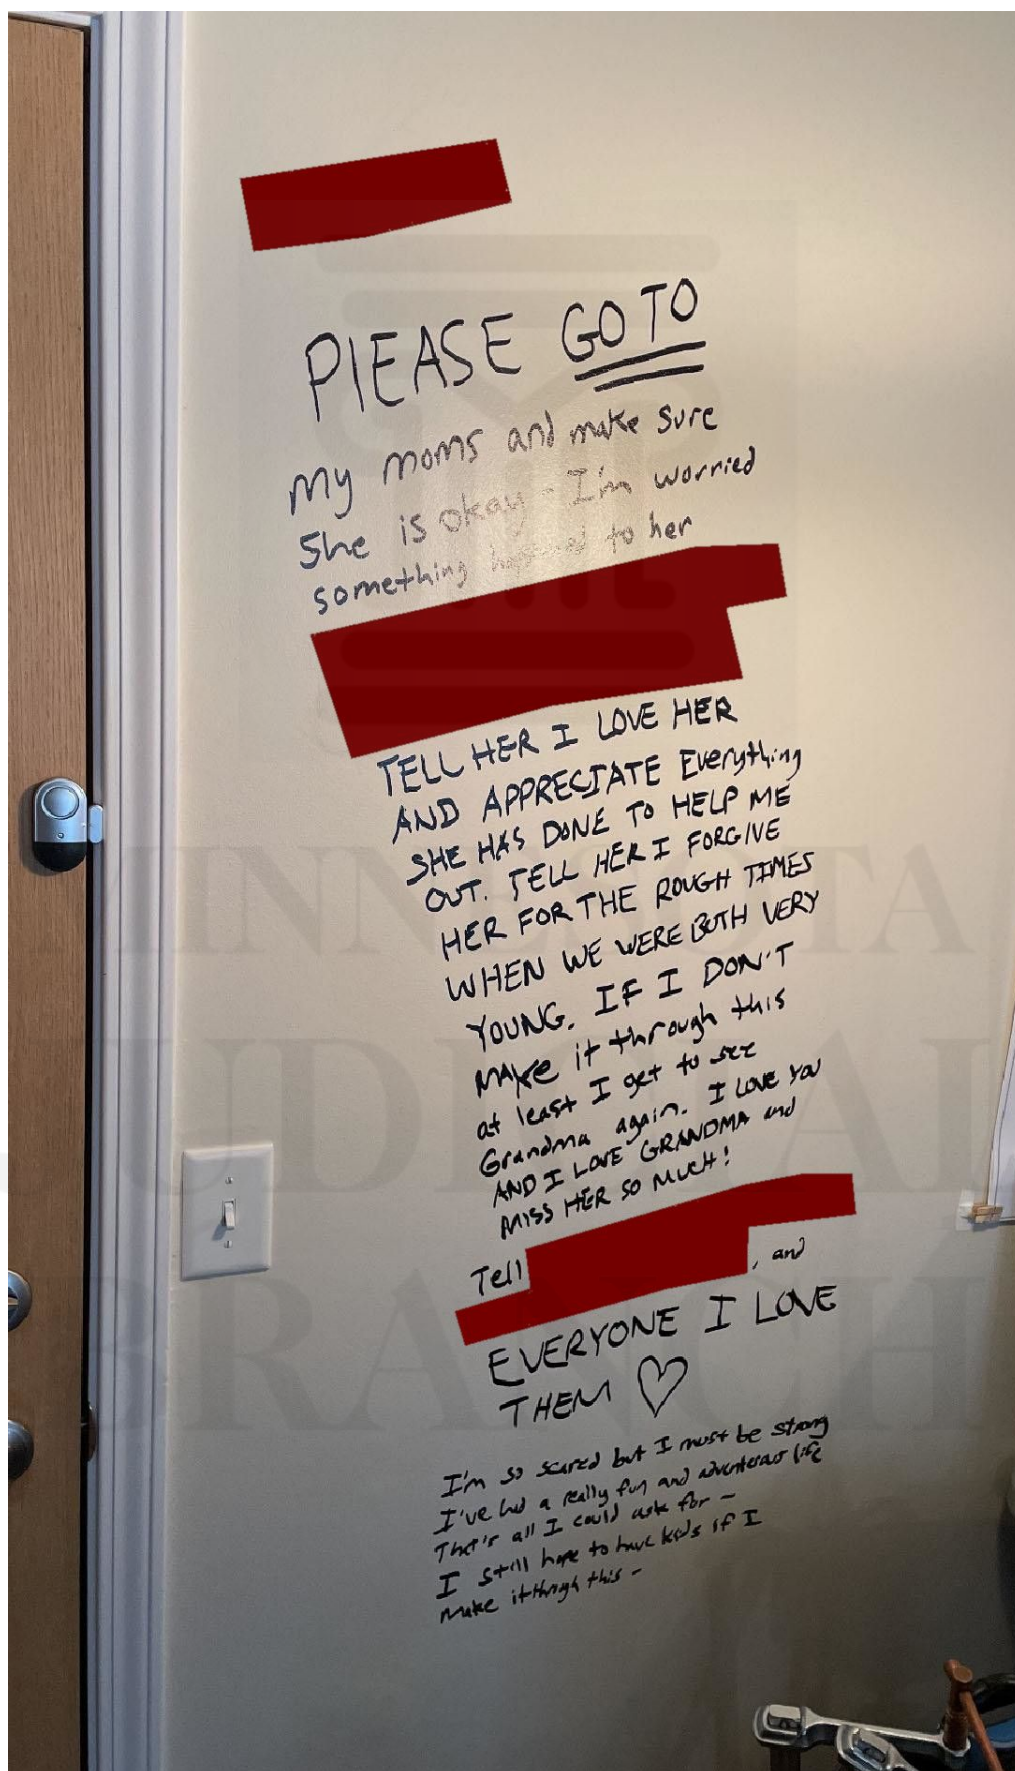 PLEASE GO TO
my moms and make sure
She is okay - I'm worried
something happened to her
TELL HER I LOVE HER
AND APPRECIATE Everything
SHE HAS DONE TO HELP ME
OUT. TELL HER I FORGIVE
HER FOR THE ROUGH TIMES
WHEN WE WERE BOTH VERY
YOUNG. IF I DON'T
MAKe it through this
at least I get to see
Grandma again. I LOVE YOU
AND I LOVE GRANDMA and
MISS HER SO MUCH!
Tell , and
EVERYONE I LOVE
THEM
I'm so scared but I must be strong
I've had a really fun and adventerous life
That's all I could ask for -
I still hope to have kids if I
make it through this -
MINNESOTA
JUDICIAL
BRANCH